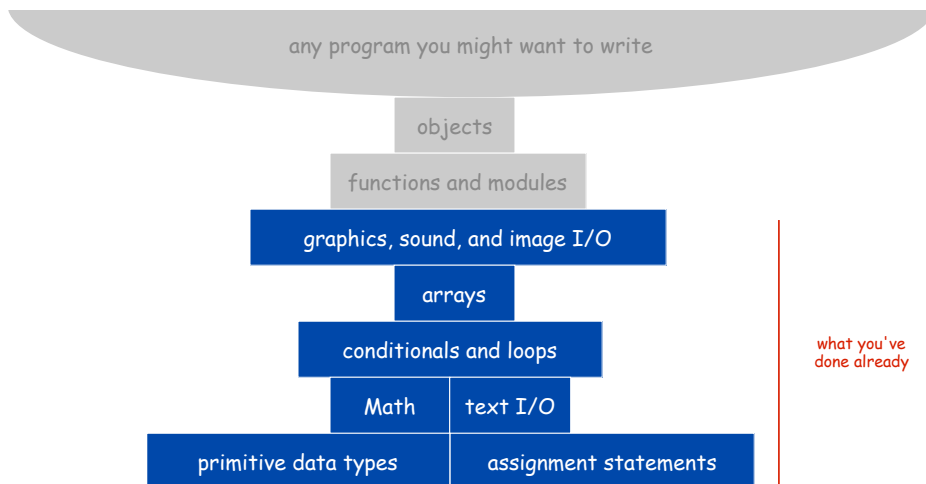 any program you might want to write
objects
functions and modules
graphics, sound, and image I/O
arrays
conditionals and loops
what you've
done already
Math
text I/O
primitive data types
assignment statements